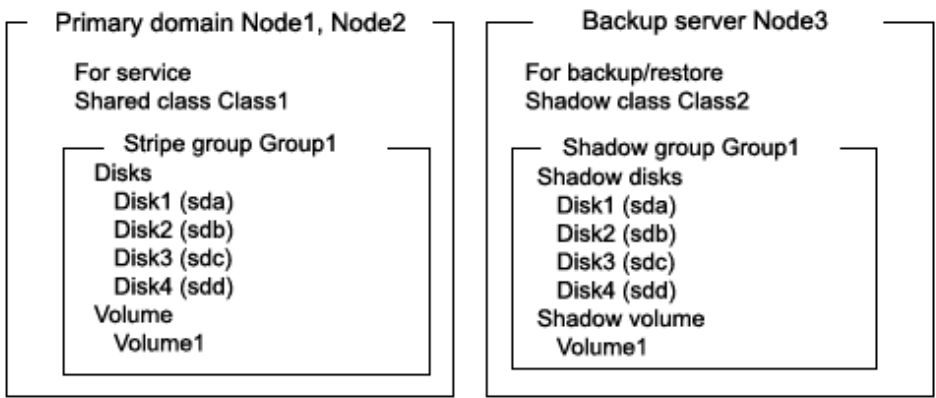 Primary domain Node1, Node2
For service
Shared class Class1
Stripe group Group1
Disks
Disk1 (sda)
Disk2 (sdb)
Disk3 (sdc)
Disk4 (sdd)
Volume
Volume1
Backup server Node3
For backup/restore
Shadow class Class2
Shadow group Group1
Shadow disks
Disk1 (sda)
Disk2 (sdb)
Disk3 (sdc)
Disk4 (sdd)
Shadow volume
Volume1